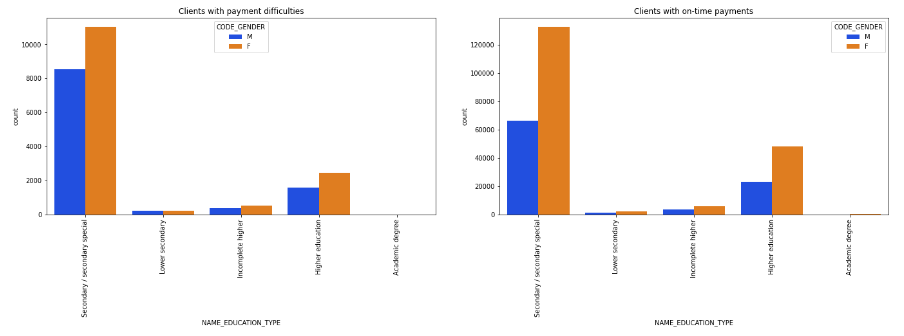 Clients with payment difficulties
CODE_GENDER
M
F
count
10000
8000
6000
4000
2000
0
Secondary / secondary special
Lower secondary
Incomplete higher
Higher education
Academic degree
NAME_EDUCATION_TYPE
Clients with on-time payments
CODE_GENDER
M
F
count
120000
100000
80000
60000
40000
20000
0
Secondary / secondary special
Lower secondary
Incomplete higher
Higher education
Academic degree
NAME_EDUCATION_TYPE